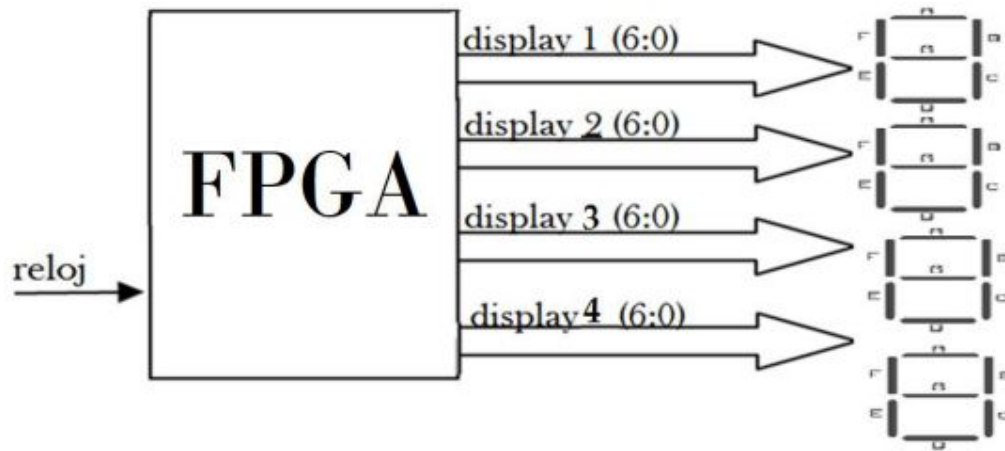 display 1 (6:0)
display 2 (6:0)
FPGA
display 3 (6:0)
reloj
display 4 (6:0)
A
F
B
G
E
C
D
A
F
B
G
E
C
D
A
F
B
G
E
C
D
A
F
B
G
E
C
D